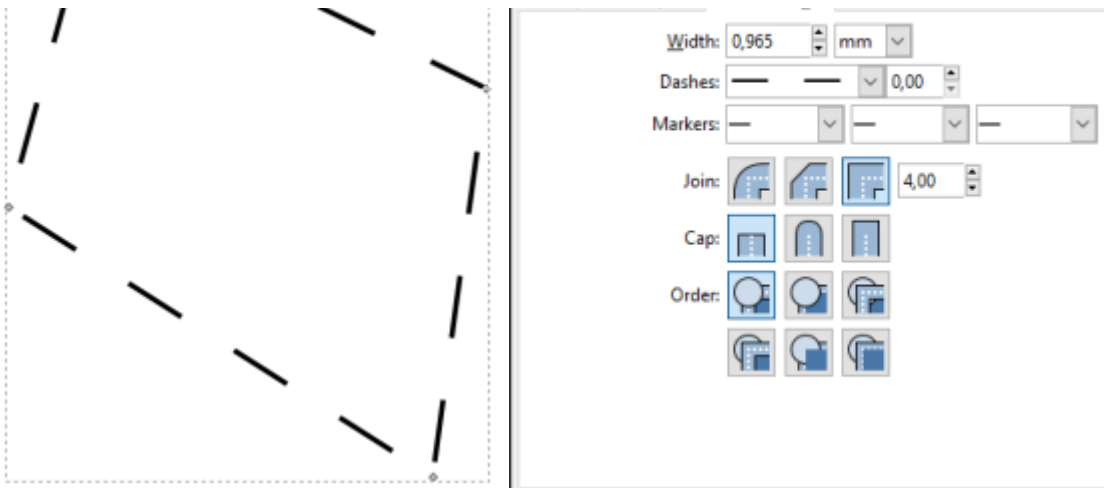 Width: 0,965 mm
Dashes: 0,00
Markers:
Join: 4,00
Cap:
Order: